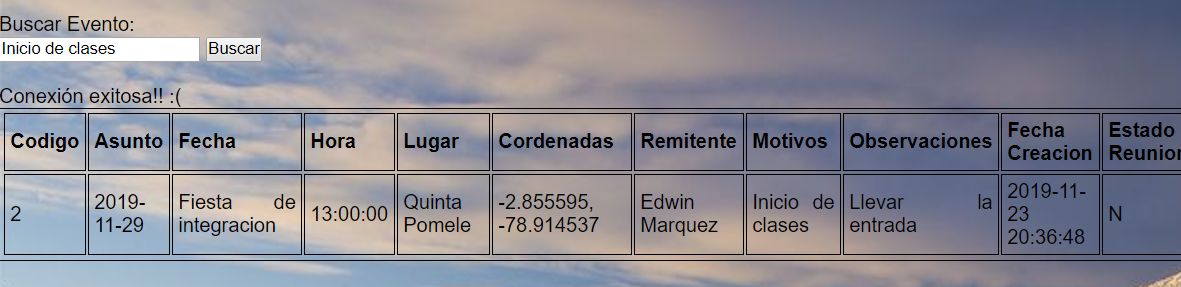 Buscar Evento:
Inicio de clases Buscar
Conexión exitosa!! :(
Codigo Asunto Fecha Hora Lugar Cordenadas Remitente Motivos Observaciones Fecha Creacion Estado Reunion
2 2019-11-29 Fiesta de integracion 13:00:00 Quinta Pomele -2.855595, -78.914537 Edwin Marquez Inicio de clases Llevar la entrada 2019-11-23 20:36:48 N